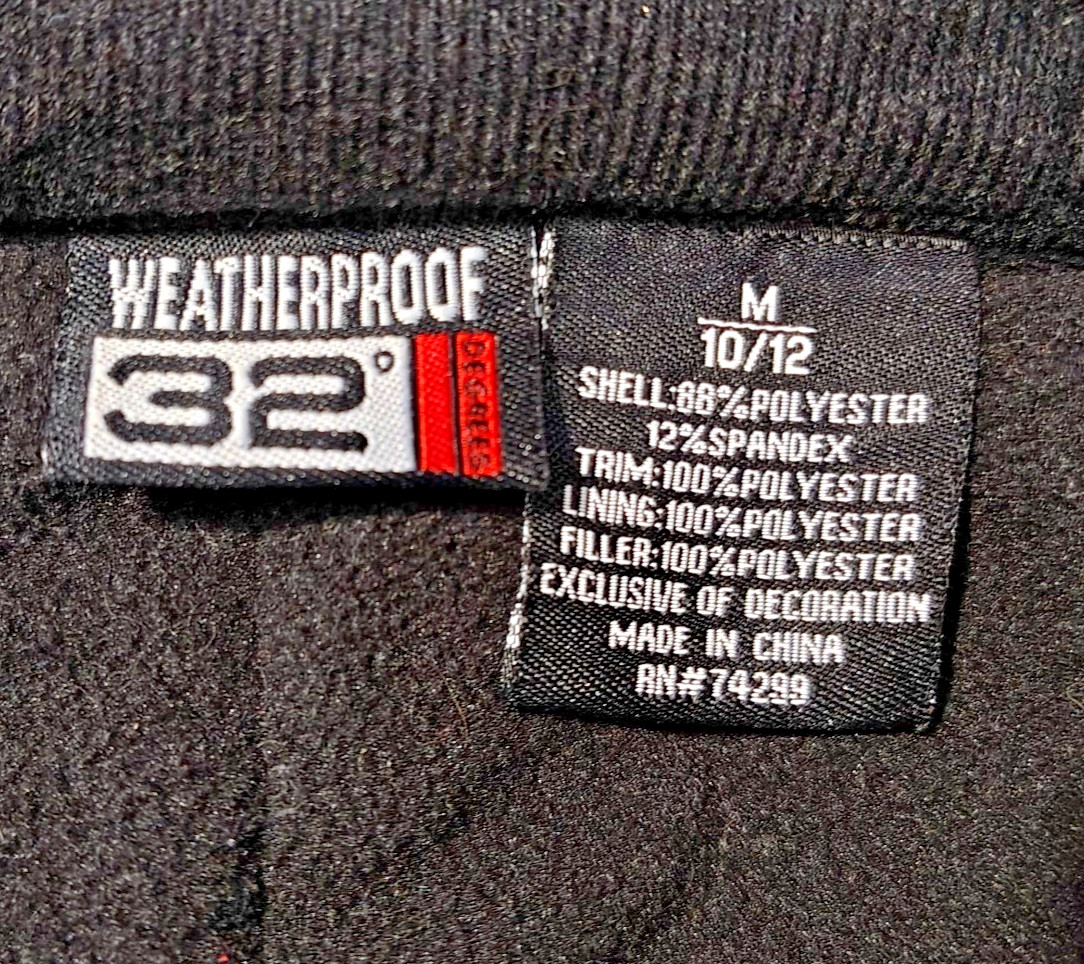 WEATHERPROOF
32°
DEGREES
M
10/12
SHELL:88%POLYESTER
12%SPANDEX
TRIM:100%POLYESTER
LINING:100%POLYESTER
FILLER:100%POLYESTER
EXCLUSIVE OF DECORATION
MADE IN CHINA
RN#74299